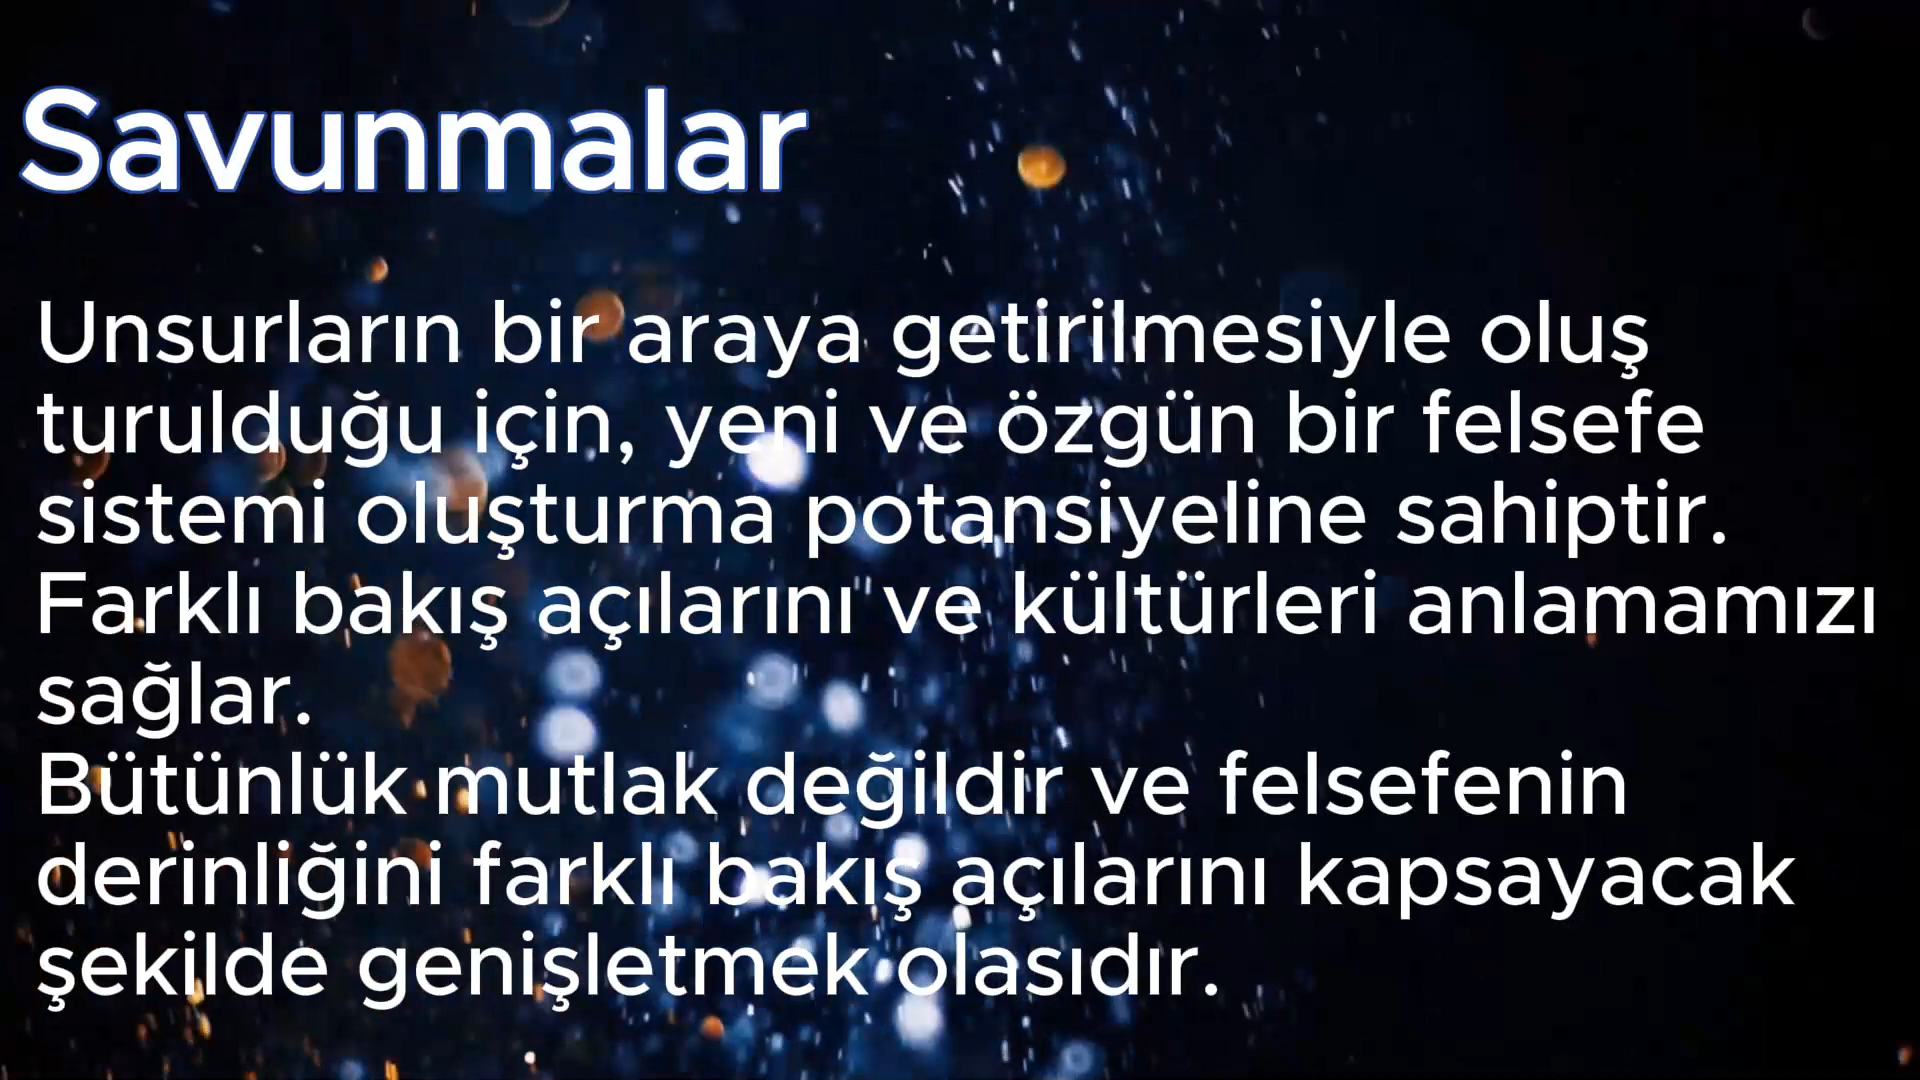 Savunmalar
Unsurların bir araya getirilmesiyle oluş
turulduğu için, yeni ve özgün bir felsefe
sistemi oluşturma potansiyeline sahiptir.
Farklı bakış açılarını ve kültürleri anlamamızı
sağlar.
Bütünlük mutlak değildir ve felsefenin
derinliğini farklı bakış açılarını kapsayacak
şekilde genişletmek olasıdır.